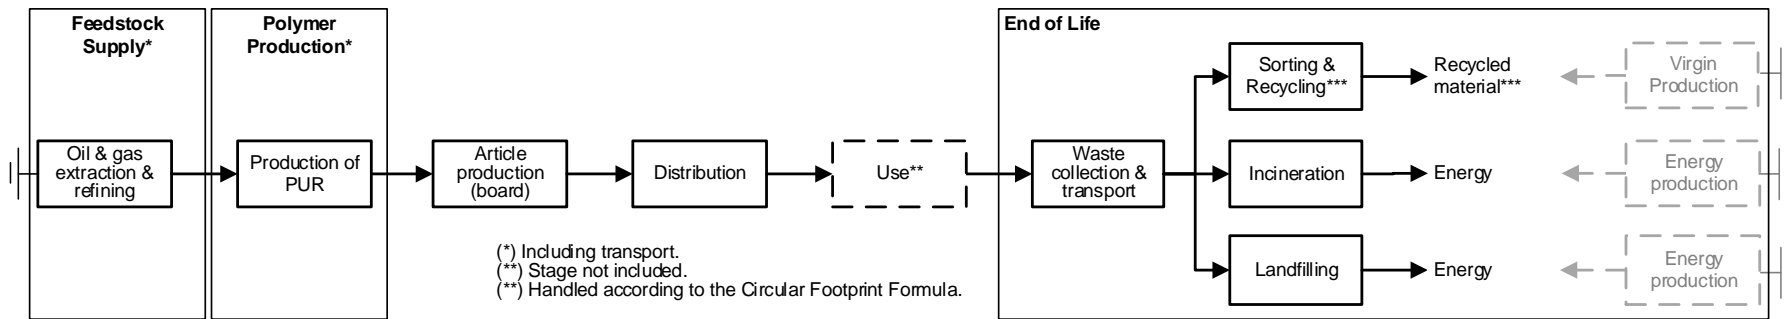 Feedstock
Supply*
Polymer
Production*
End of Life
Oil & gas
extraction &
refining
Production of
PUR
Article
production
(board)
Distribution
Use**
Waste
collection &
transport
Sorting &
Recycling***
Recycled
material***
Virgin
Production
Incineration
Energy
Energy
production
Landfilling
Energy
Energy
production
(*) Including transport.
(**) Stage not included.
(**) Handled according to the Circular Footprint Formula.